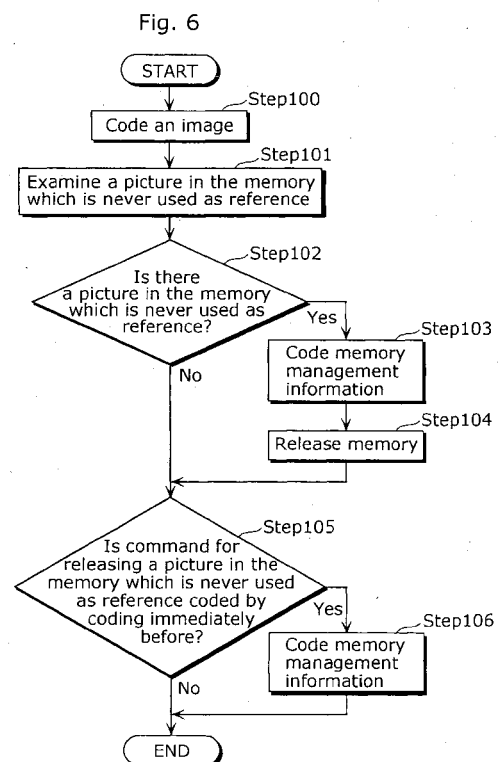 Fig. 6
START
Step100
Code an image
Step101
Examine a picture in the memory
which is never used as reference
Step102
Is there
a picture in the memory
which is never used as
reference?
Yes
Step103
No
Code memory
management
information
Step104
Release memory
Step105
Is command for
releasing a picture in the
memory which is never used
as reference coded by
coding immediately
before?
Yes
Step106
No
Code memory
management
information
END